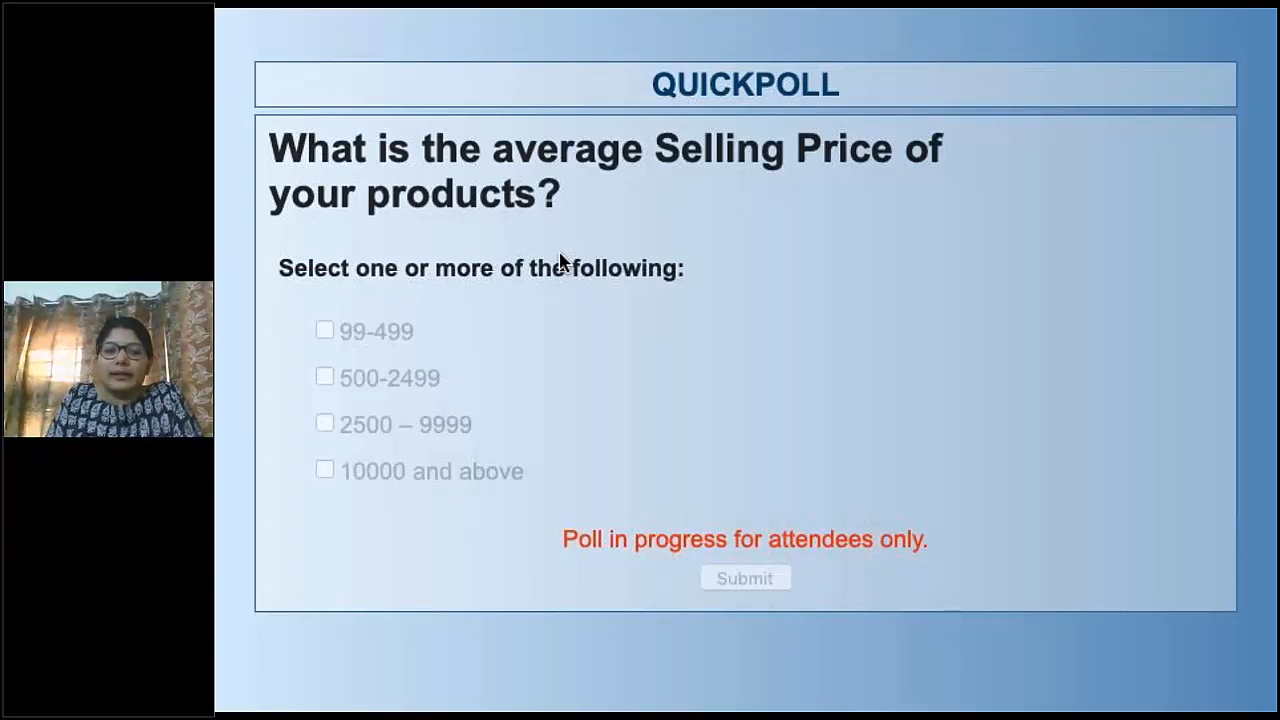 QUICKPOLL
What is the average Selling Price of
your products?
Select one or more of the following:
99-499
500-2499
2500 – 9999
10000 and above
Poll in progress for attendees only.
Submit